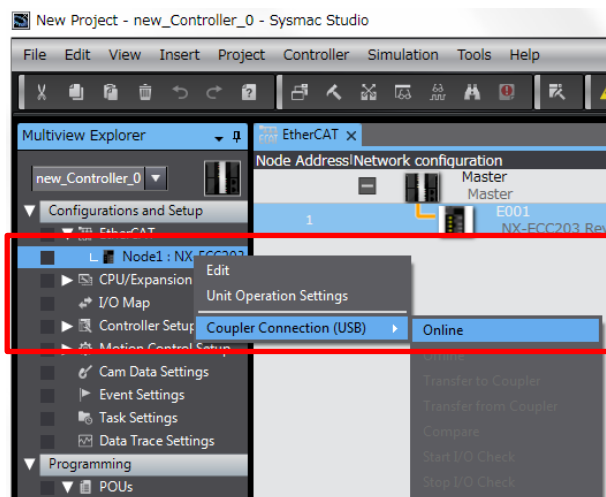 New Project - new_Controller_0 - Sysmac Studio
File Edit View Insert Project Controller Simulation Tools Help
Multiview Explorer
EtherCAT
new_Controller_0
Node Address Network configuration
Master
Master
1
E001
NX-ECC203 Rev
Configurations and Setup
EtherCAT
Node1 : NX-ECC203
Edit
CPU/Expansion
Unit Operation Settings
I/O Map
Controller Setup
Coupler Connection (USB)
Online
Motion Control Setup
Offline
Cam Data Settings
Transfer to Coupler
Event Settings
Transfer from Coupler
Task Settings
Compare
Data Trace Settings
Start I/O Check
Programming
Stop I/O Check
POUs